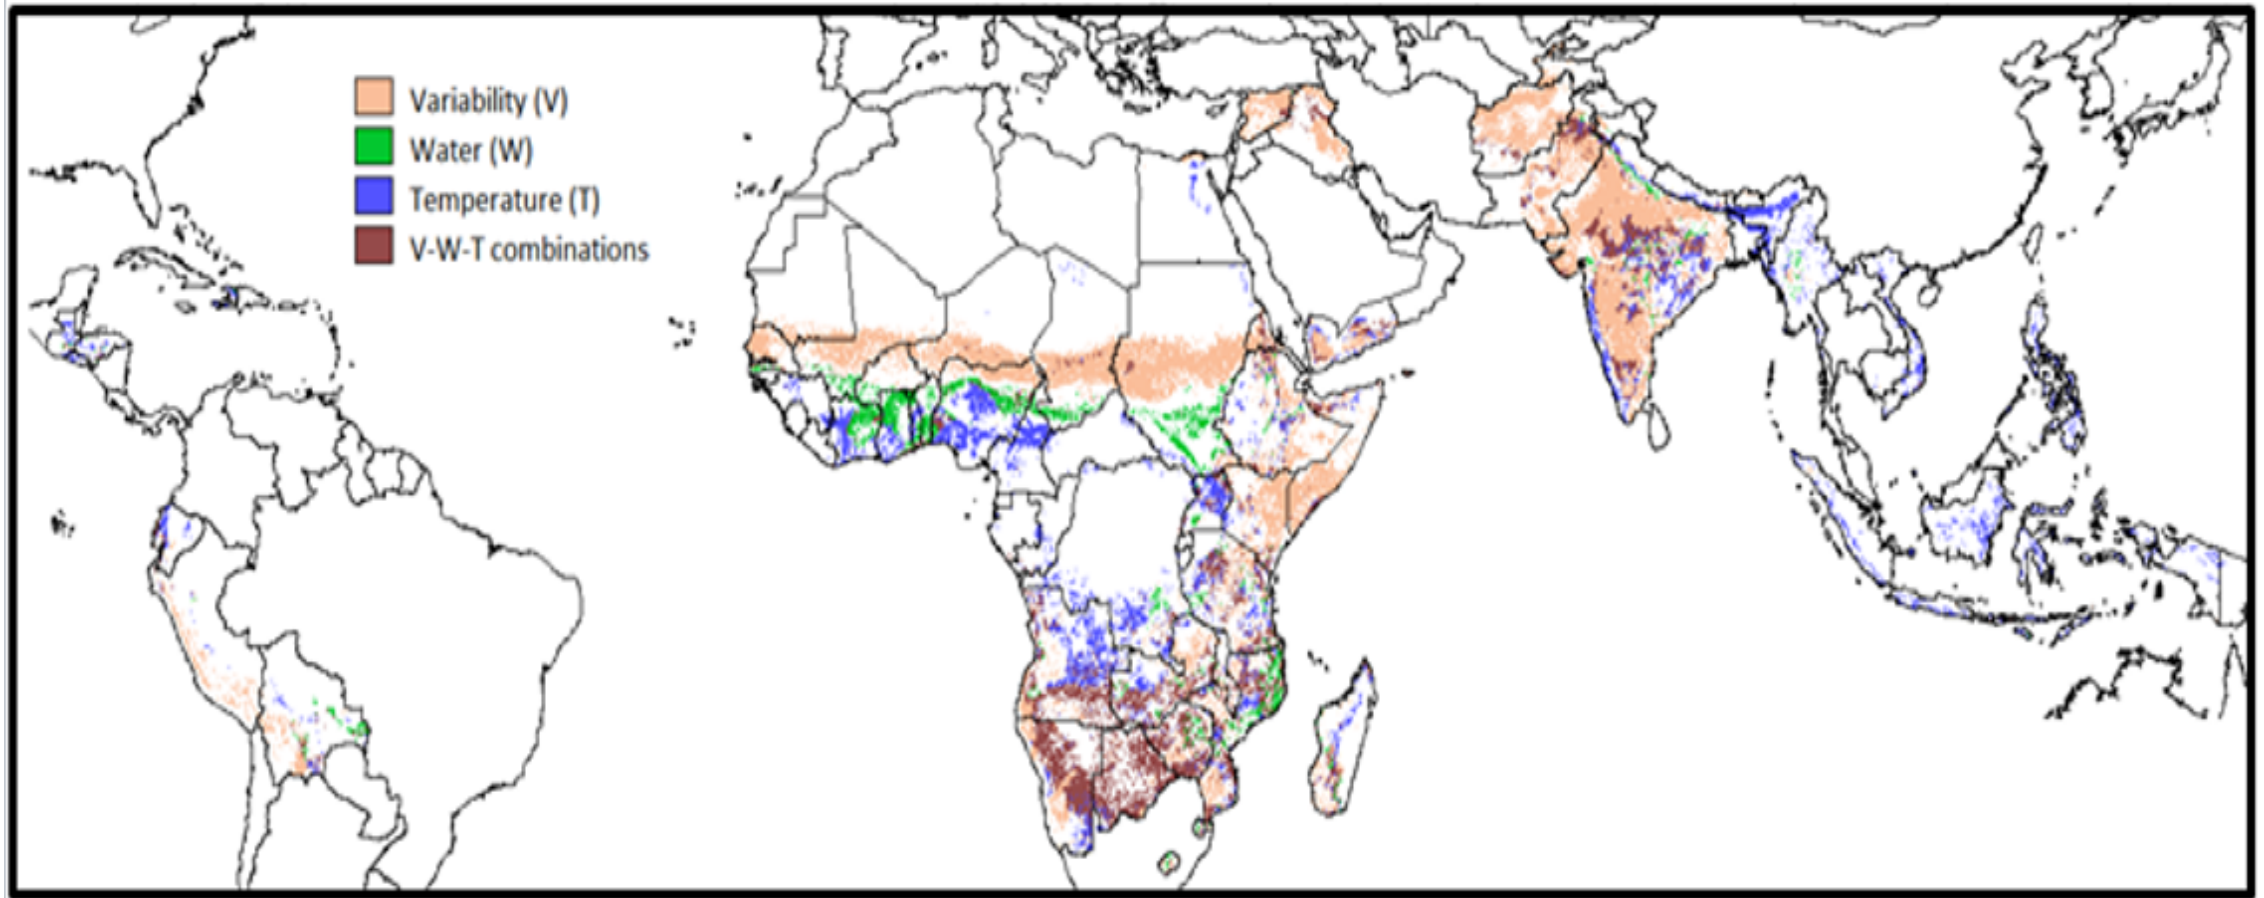 Variability (V)
Water (W)
Temperature (T)
V-W-T combinations